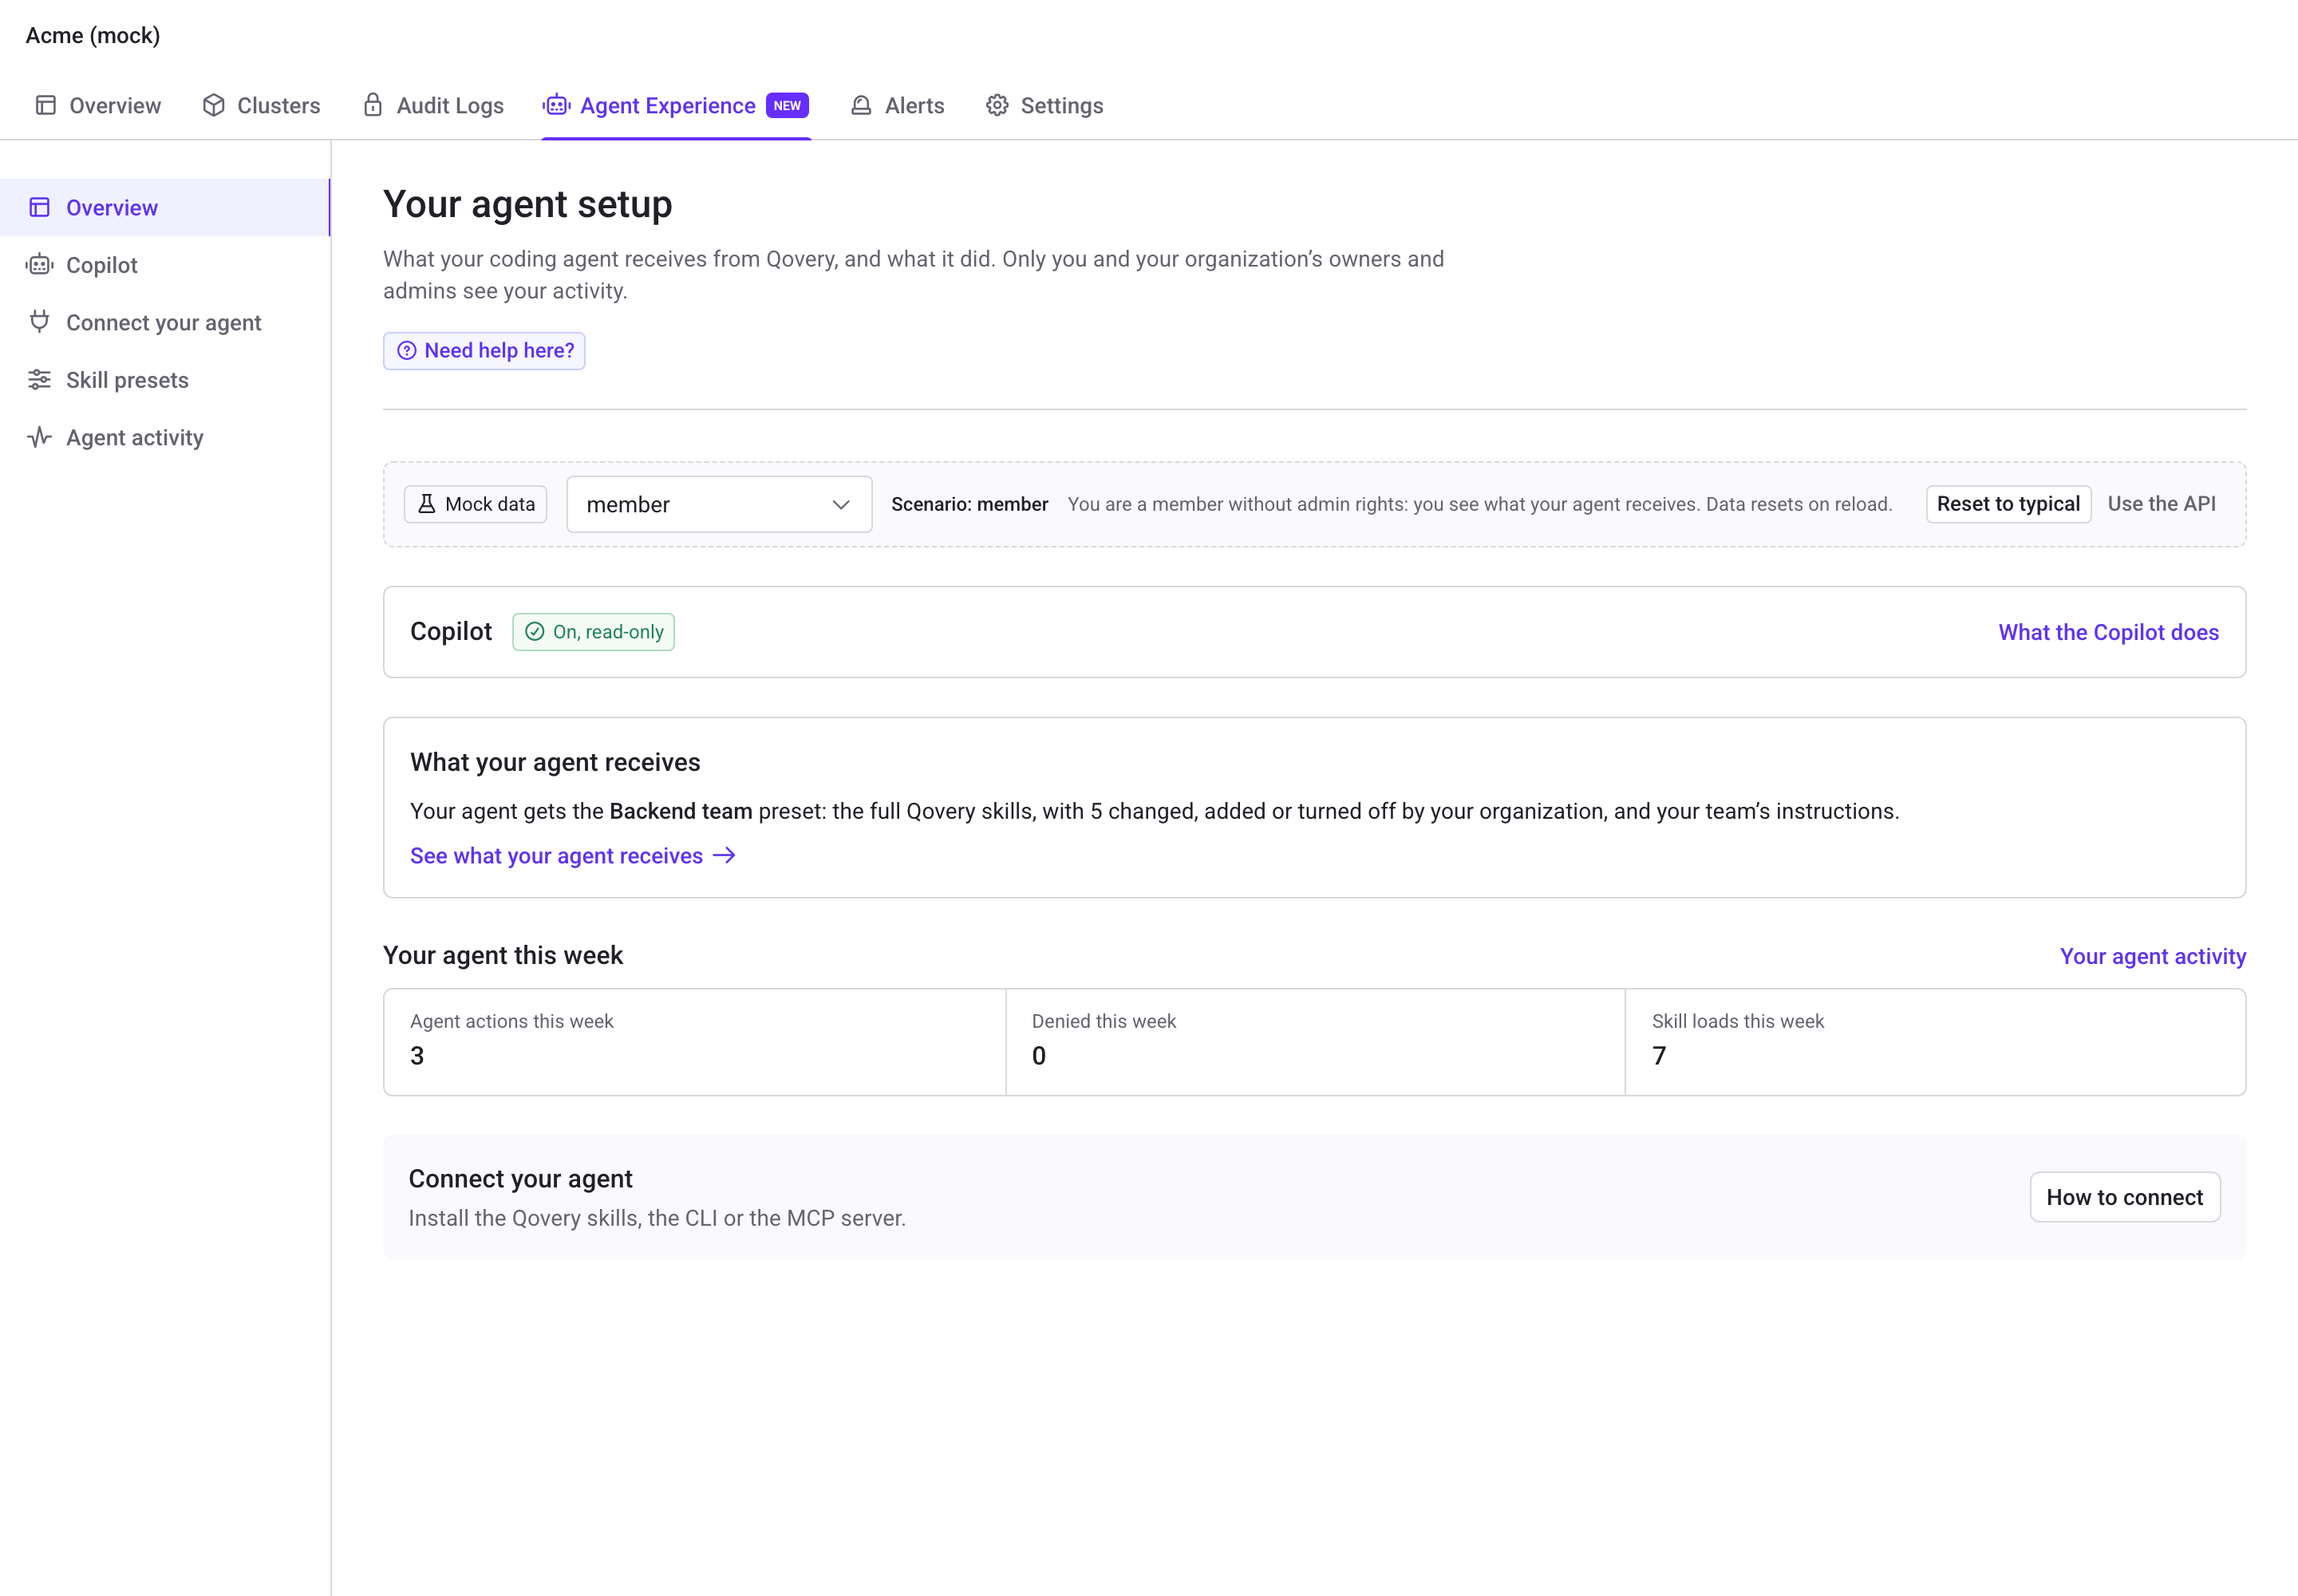 Acme (mock)
Overview
Clusters
Audit Logs
Agent Experience NEW
Alerts
Settings
Overview
Copilot
Connect your agent
Skill presets
Agent activity
Your agent setup
What your coding agent receives from Qovery, and what it did. Only you and your organization’s owners and
admins see your activity.
Need help here?
Mock data
member
Scenario: member You are a member without admin rights: you see what your agent receives. Data resets on reload.
Reset to typical
Use the API
Copilot
On, read-only
What the Copilot does
What your agent receives
Your agent gets the Backend team preset: the full Qovery skills, with 5 changed, added or turned off by your organization, and your team’s instructions.
See what your agent receives
Your agent this week
Your agent activity
Agent actions this week
3
Denied this week
0
Skill loads this week
7
Connect your agent
Install the Qovery skills, the CLI or the MCP server.
How to connect